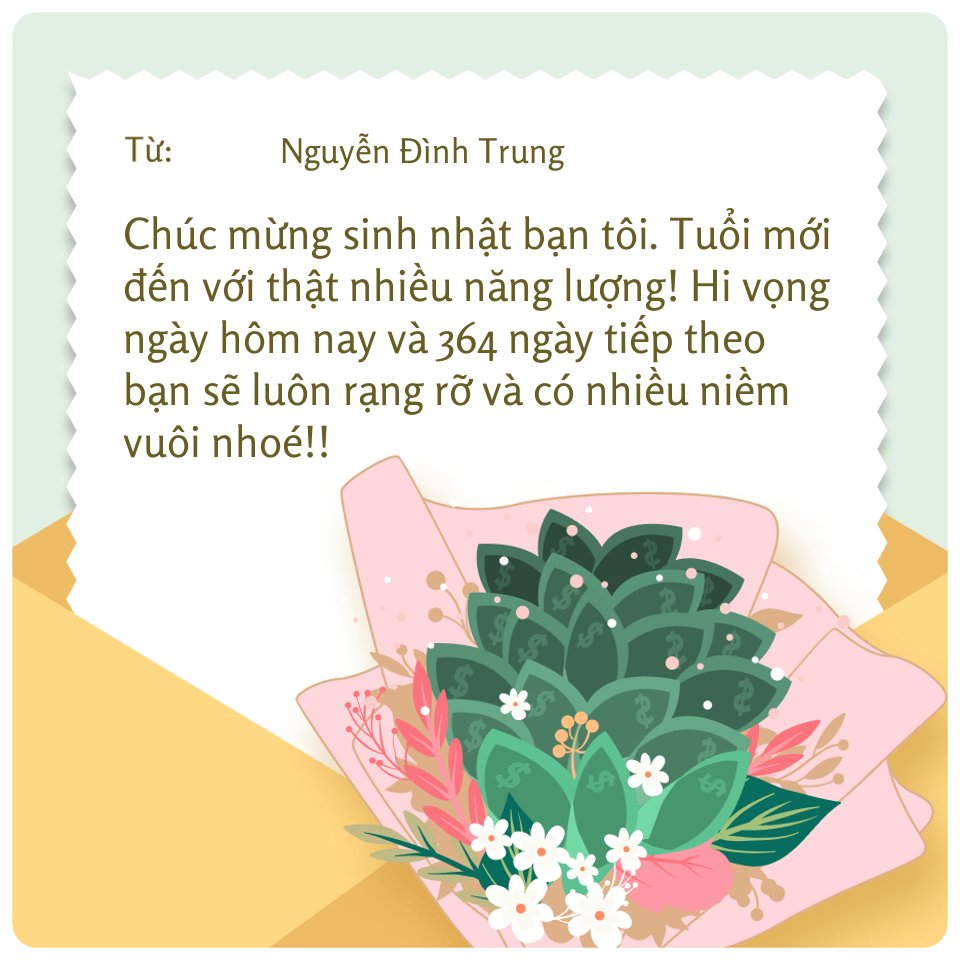 Từ: Nguyễn Đình Trung
Chúc mừng sinh nhật bạn tôi. Tuổi mới
đến với thật nhiều năng lượng! Hi vọng
ngày hôm nay và 364 ngày tiếp theo
bạn sẽ luôn rạng rỡ và có nhiều niềm
vuôi nhoé!!